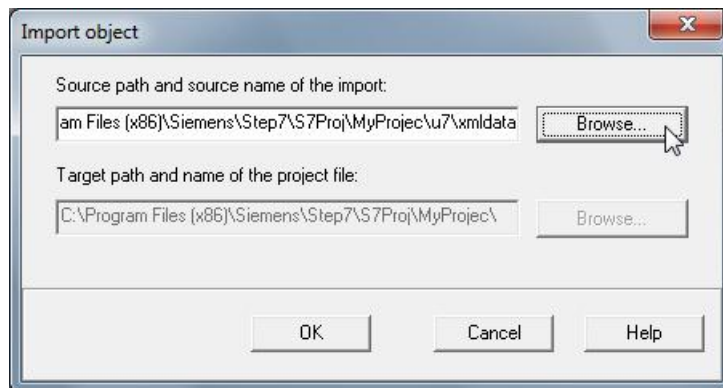 Import object
Source path and source name of the import:
am Files (x86)\Siemens\Step7\S7Proj\MyProjec\u7\xmldata
Browse...
Target path and name of the project file:
C:\Program Files (x86)\Siemens\Step7\S7Proj\MyProjec\
Browse...
OK Cancel Help